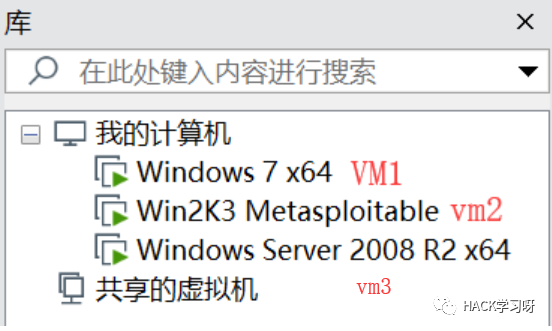 库
在此处键入内容进行搜索
我的计算机
Windows 7 x64 VM1
Win2K3 Metasploitable vm2
Windows Server 2008 R2 x64
共享的虚拟机 vm3
HACK学习呀